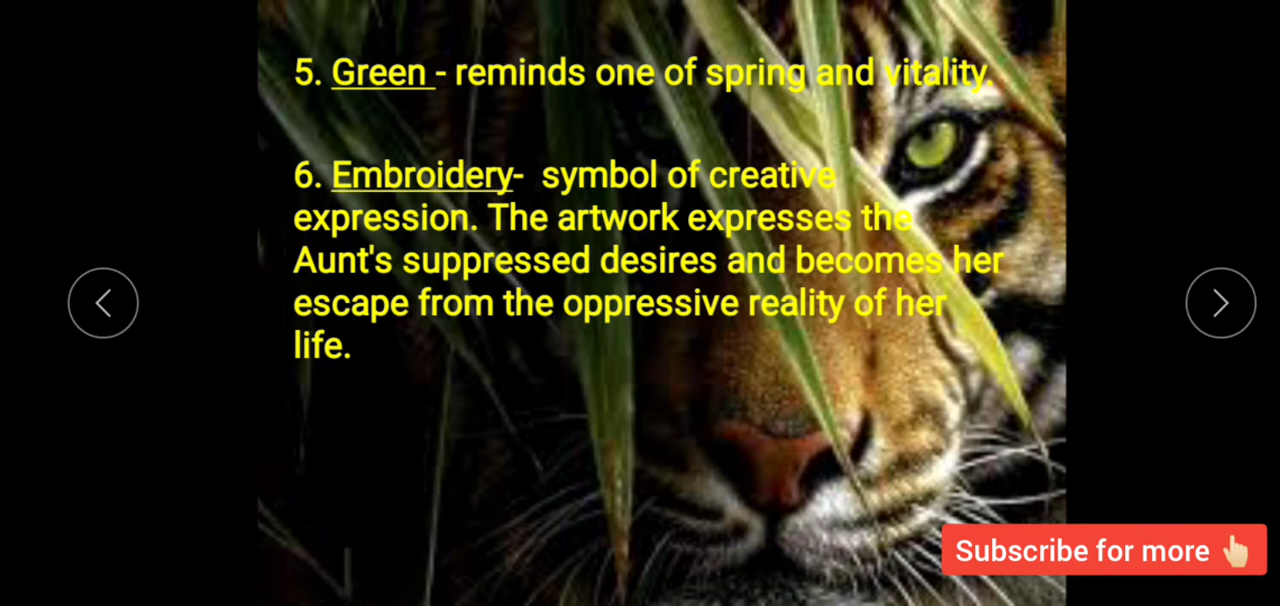 5. Green - reminds one of spring and vitality.
6. Embroidery- symbol of creative
expression. The artwork expresses the
Aunt's suppressed desires and becomes her
escape from the oppressive reality of her
life.
Subscribe for more 👆